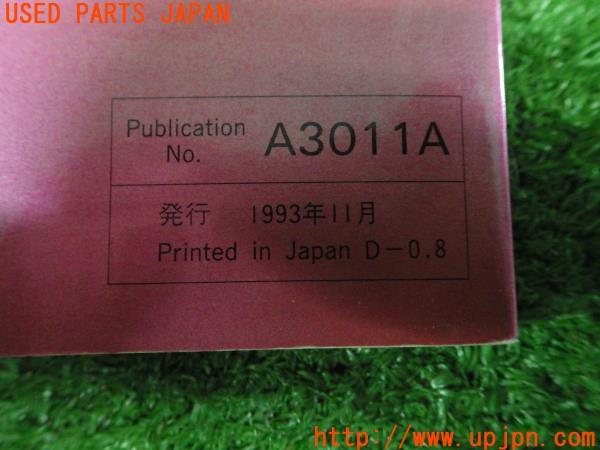 USED PARTS JAPAN
Publication No. A3011A
発行 1993年11月
Printed in Japan D-0.8
http://www.upjpn.com/